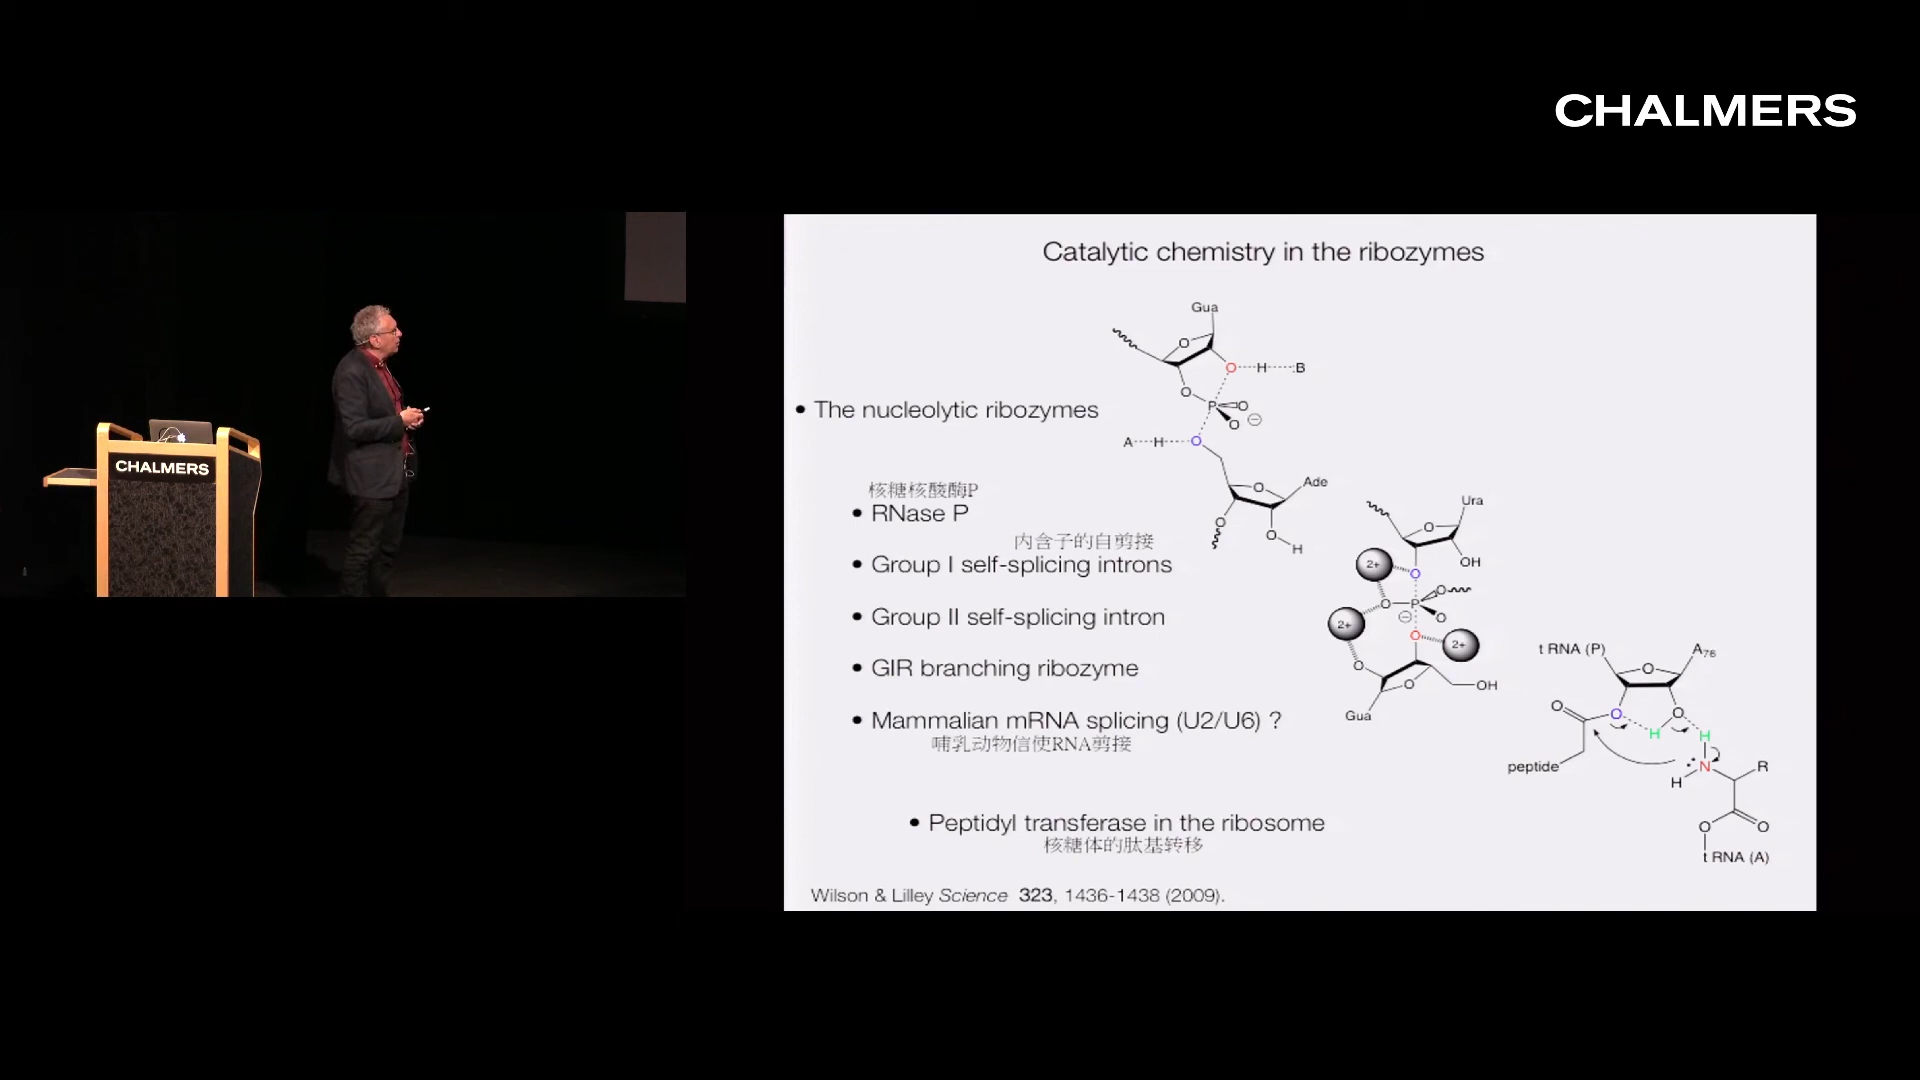 CHALMERS
CHALMERS
Catalytic chemistry in the ribozymes
Gua
O
O H :B
O P O
O ⊖
A H O
• The nucleolytic ribozymes
O Ade
O
O
H
核糖核酸酶P
• RNase P
内含子的自剪接
• Group I self-splicing introns
• Group II self-splicing intron
• GIR branching ribozyme
• Mammalian mRNA splicing (U2/U6) ?
哺乳动物信使RNA剪接
• Peptidyl transferase in the ribosome
核糖体的肽基转移
Ura
O
OH
2+ O
O P O
⊖ O
2+
O 2+
O
O OH
Gua
t RNA (P) A76
O
O O O
H H
peptide N R
H
O O
t RNA (A)
Wilson & Lilley Science 323, 1436-1438 (2009).